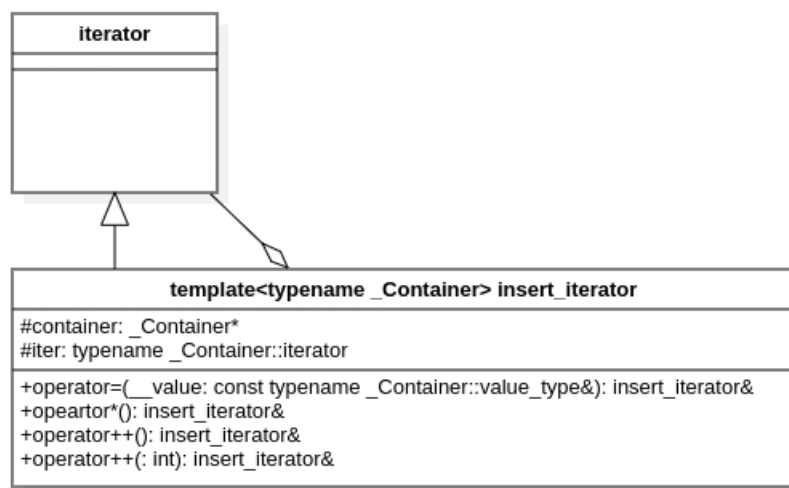 iterator
template<typename _Container> insert_iterator
#container: _Container*
#iter: typename _Container::iterator
+operator=(__value: const typename _Container::value_type&): insert_iterator&
+opeartor*(): insert_iterator&
+operator++(): insert_iterator&
+operator++(: int): insert_iterator&